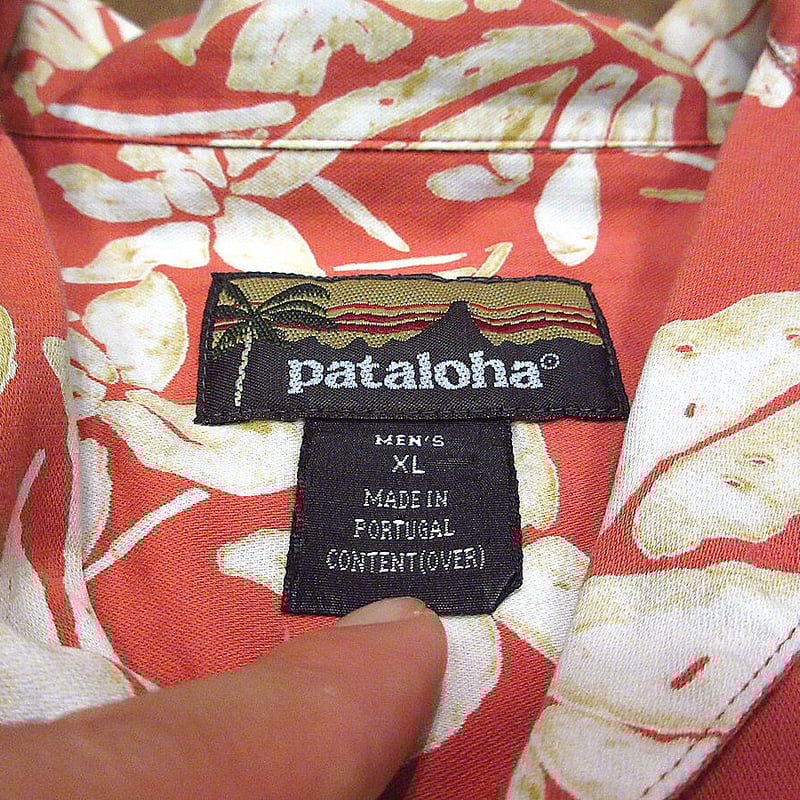 pataloha®
MEN'S
XL
MADE IN
PORTUGAL
CONTENT(OVER)